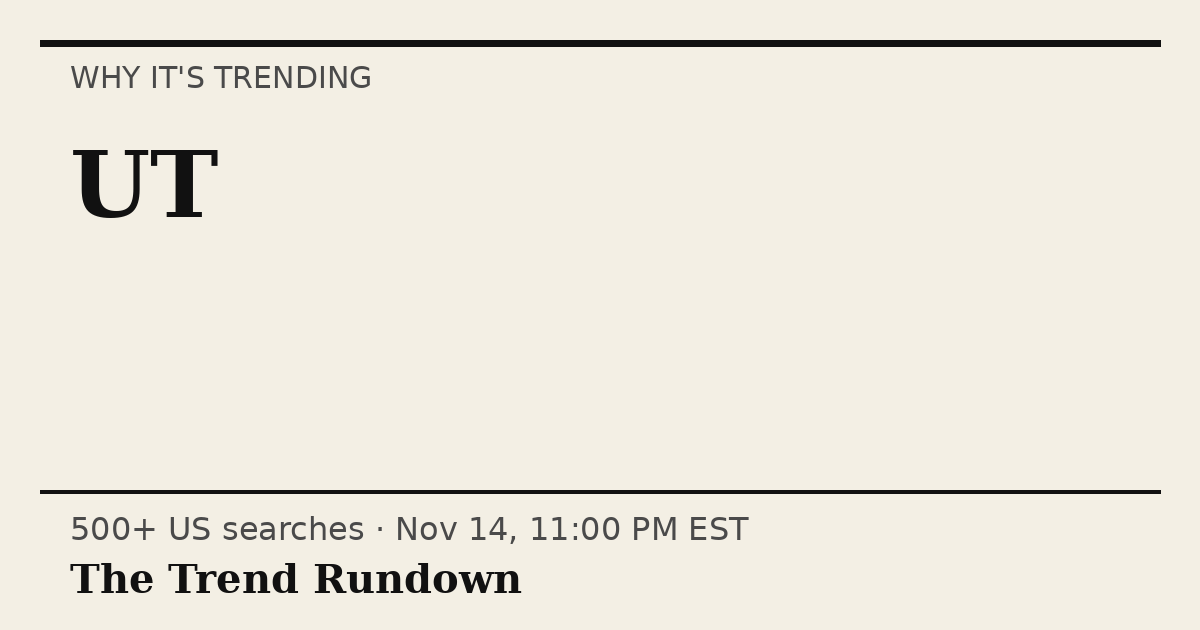 WHY IT'S TRENDING
UT
500+ US searches · Nov 14, 11:00 PM EST
The Trend Rundown